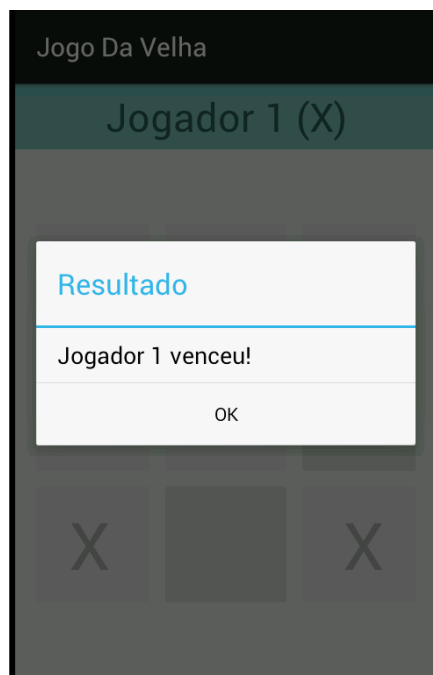 Jogo Da Velha
Jogador 1 (X)
Resultado
Jogador 1 venceu!
OK
X X